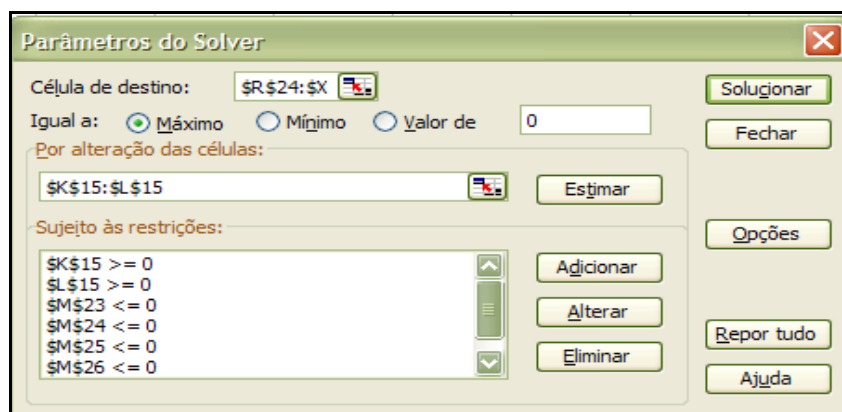 Parâmetros do Solver
Célula de destino: $R$24:$X Solucionar
Igual a: Máximo Mínimo Valor de 0 Fechar
Por alteração das células:
$K$15:$L$15 Estimar
Sujeito às restrições: Opções
$K$15 >= 0 Adicionar
$L$15 >= 0
$M$23 <= 0 Alterar
$M$24 <= 0
$M$25 <= 0 Eliminar Repor tudo
$M$26 <= 0 Ajuda